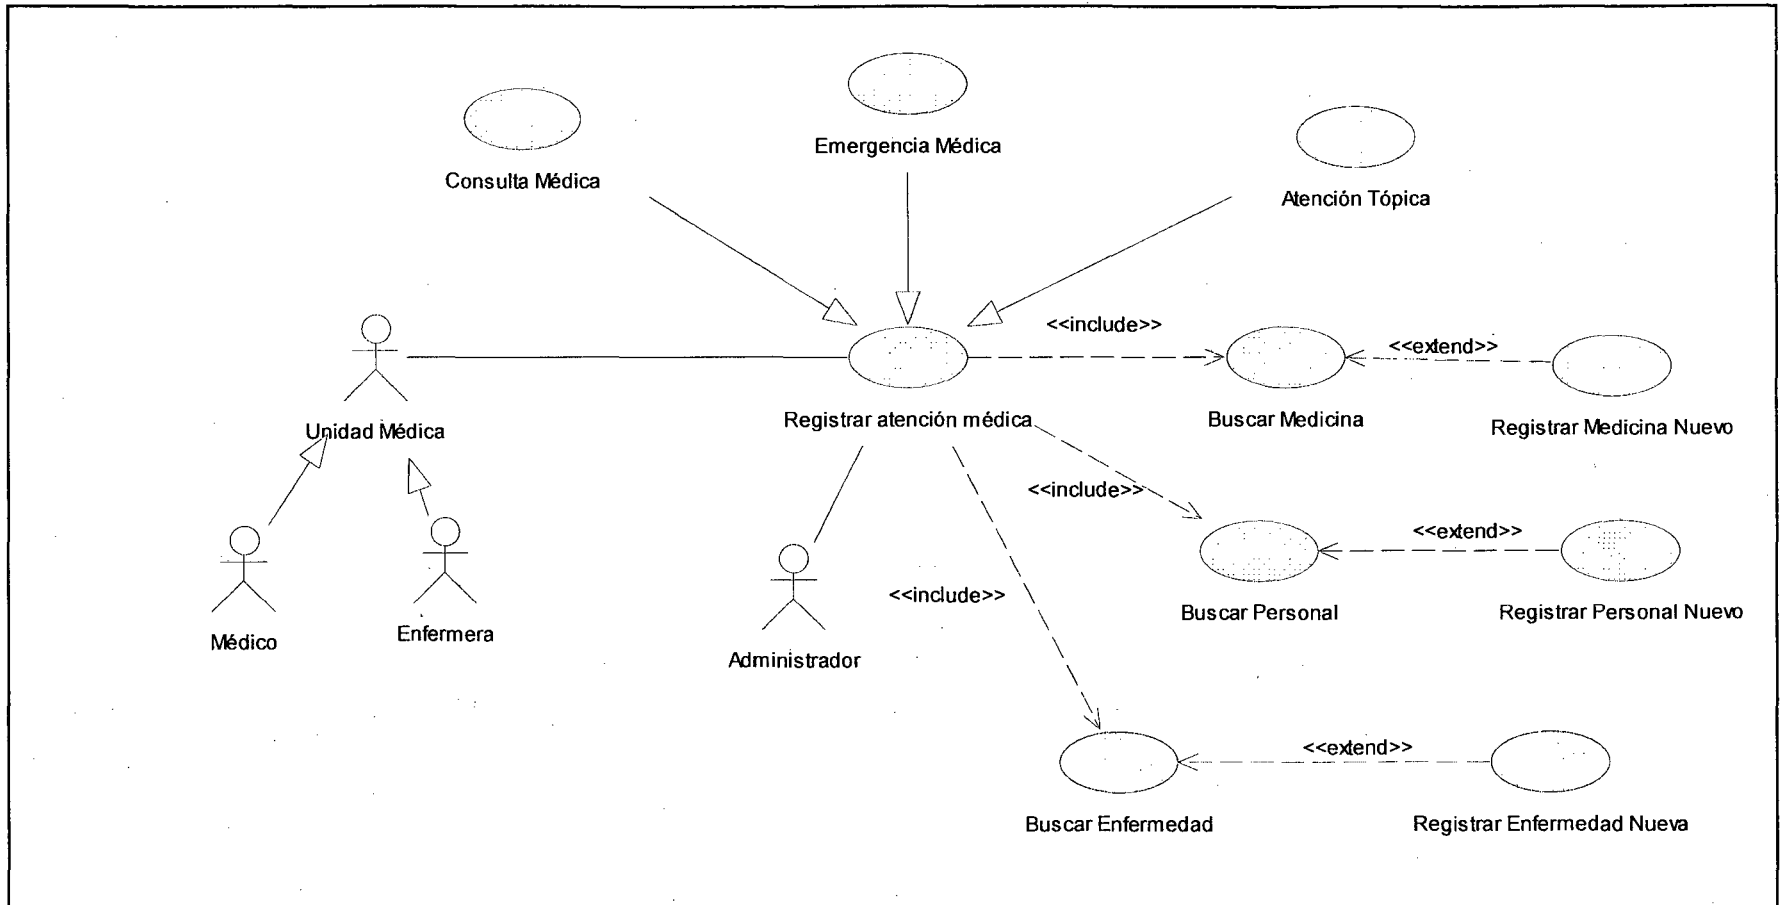 Emergencia Médica
Consulta Médica
Atención Tópica
<<include>>
<<extend>>
Unidad Médica
Registrar atención médica
Buscar Medicina
Registrar Medicina Nuevo
<<include>>
<<extend>>
<<include>>
Buscar Personal
Registrar Personal Nuevo
Médico
Enfermera
Administrador
<<extend>>
Buscar Enfermedad
Registrar Enfermedad Nueva